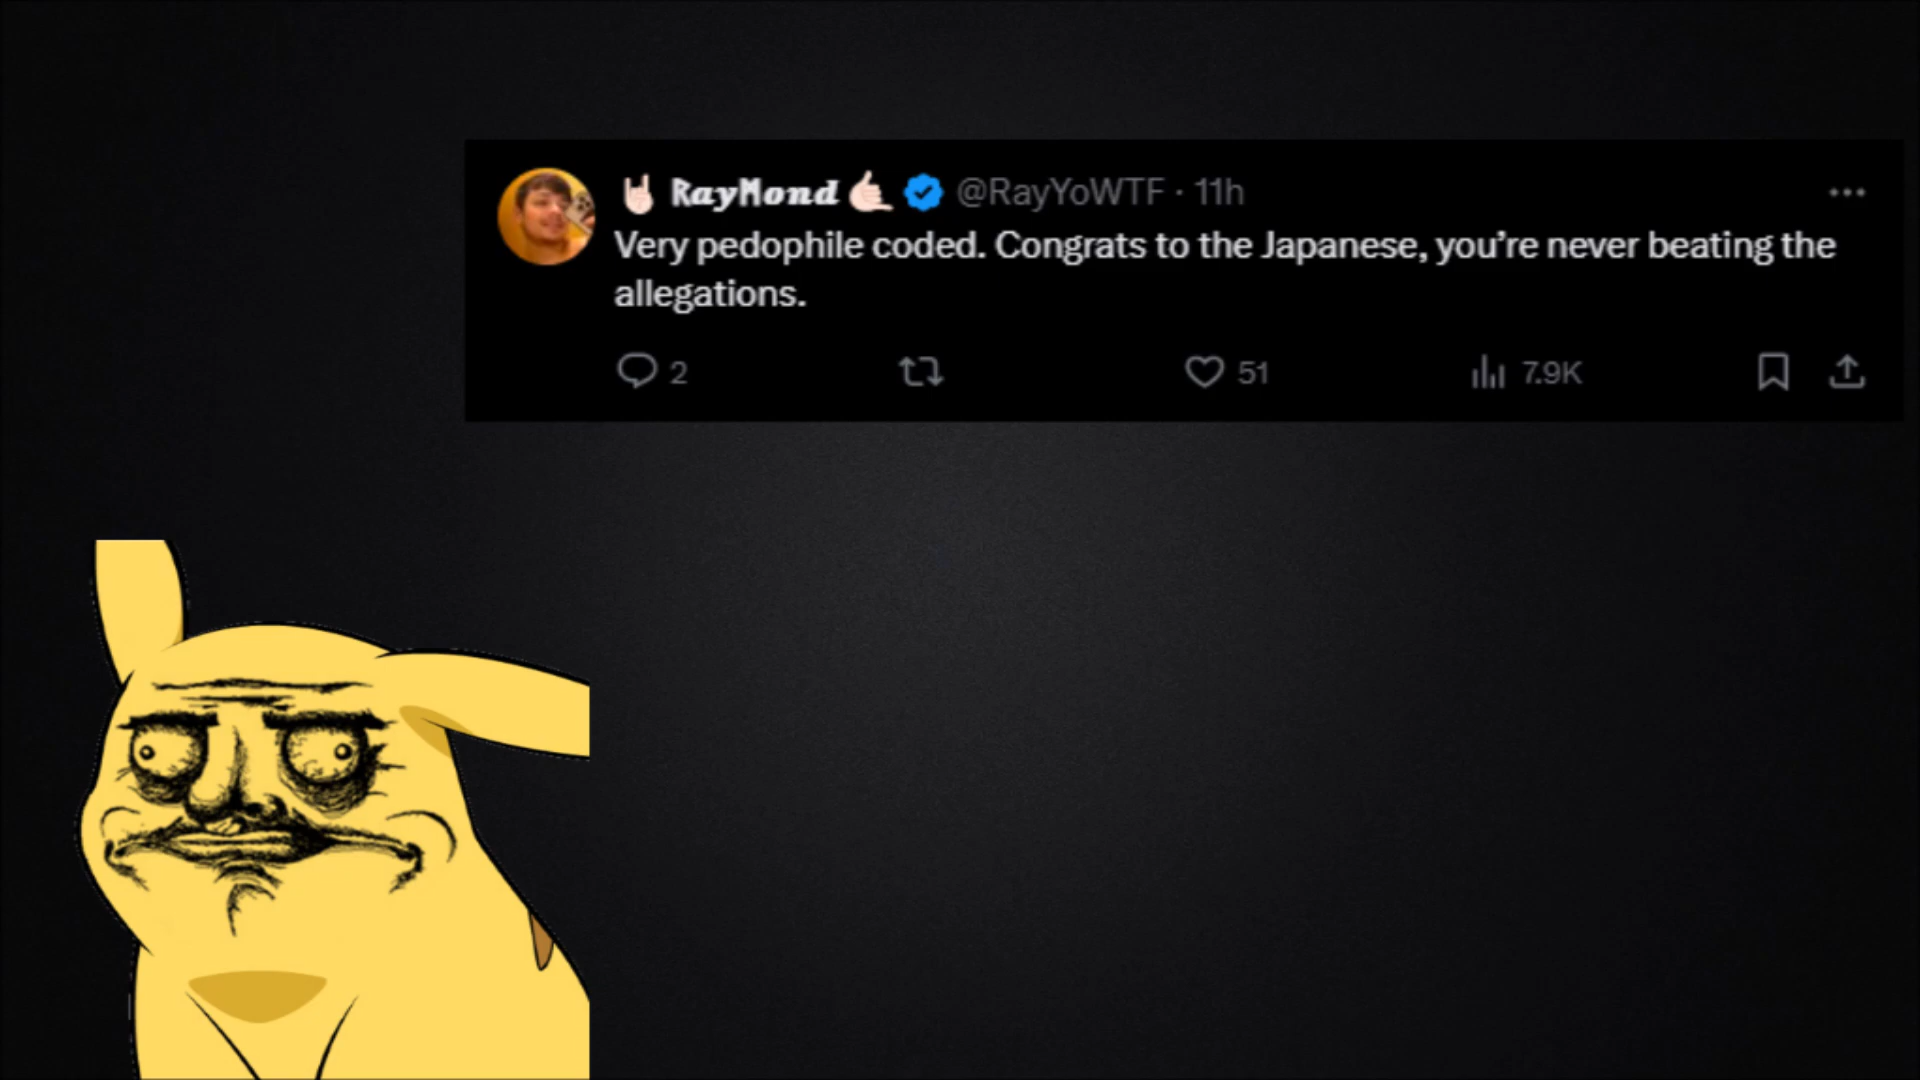 🤘🏻 RayMond 🤙🏻 @RayYoWTF · 11h
Very pedophile coded. Congrats to the Japanese, you're never beating the
allegations.
2 51 7.9K